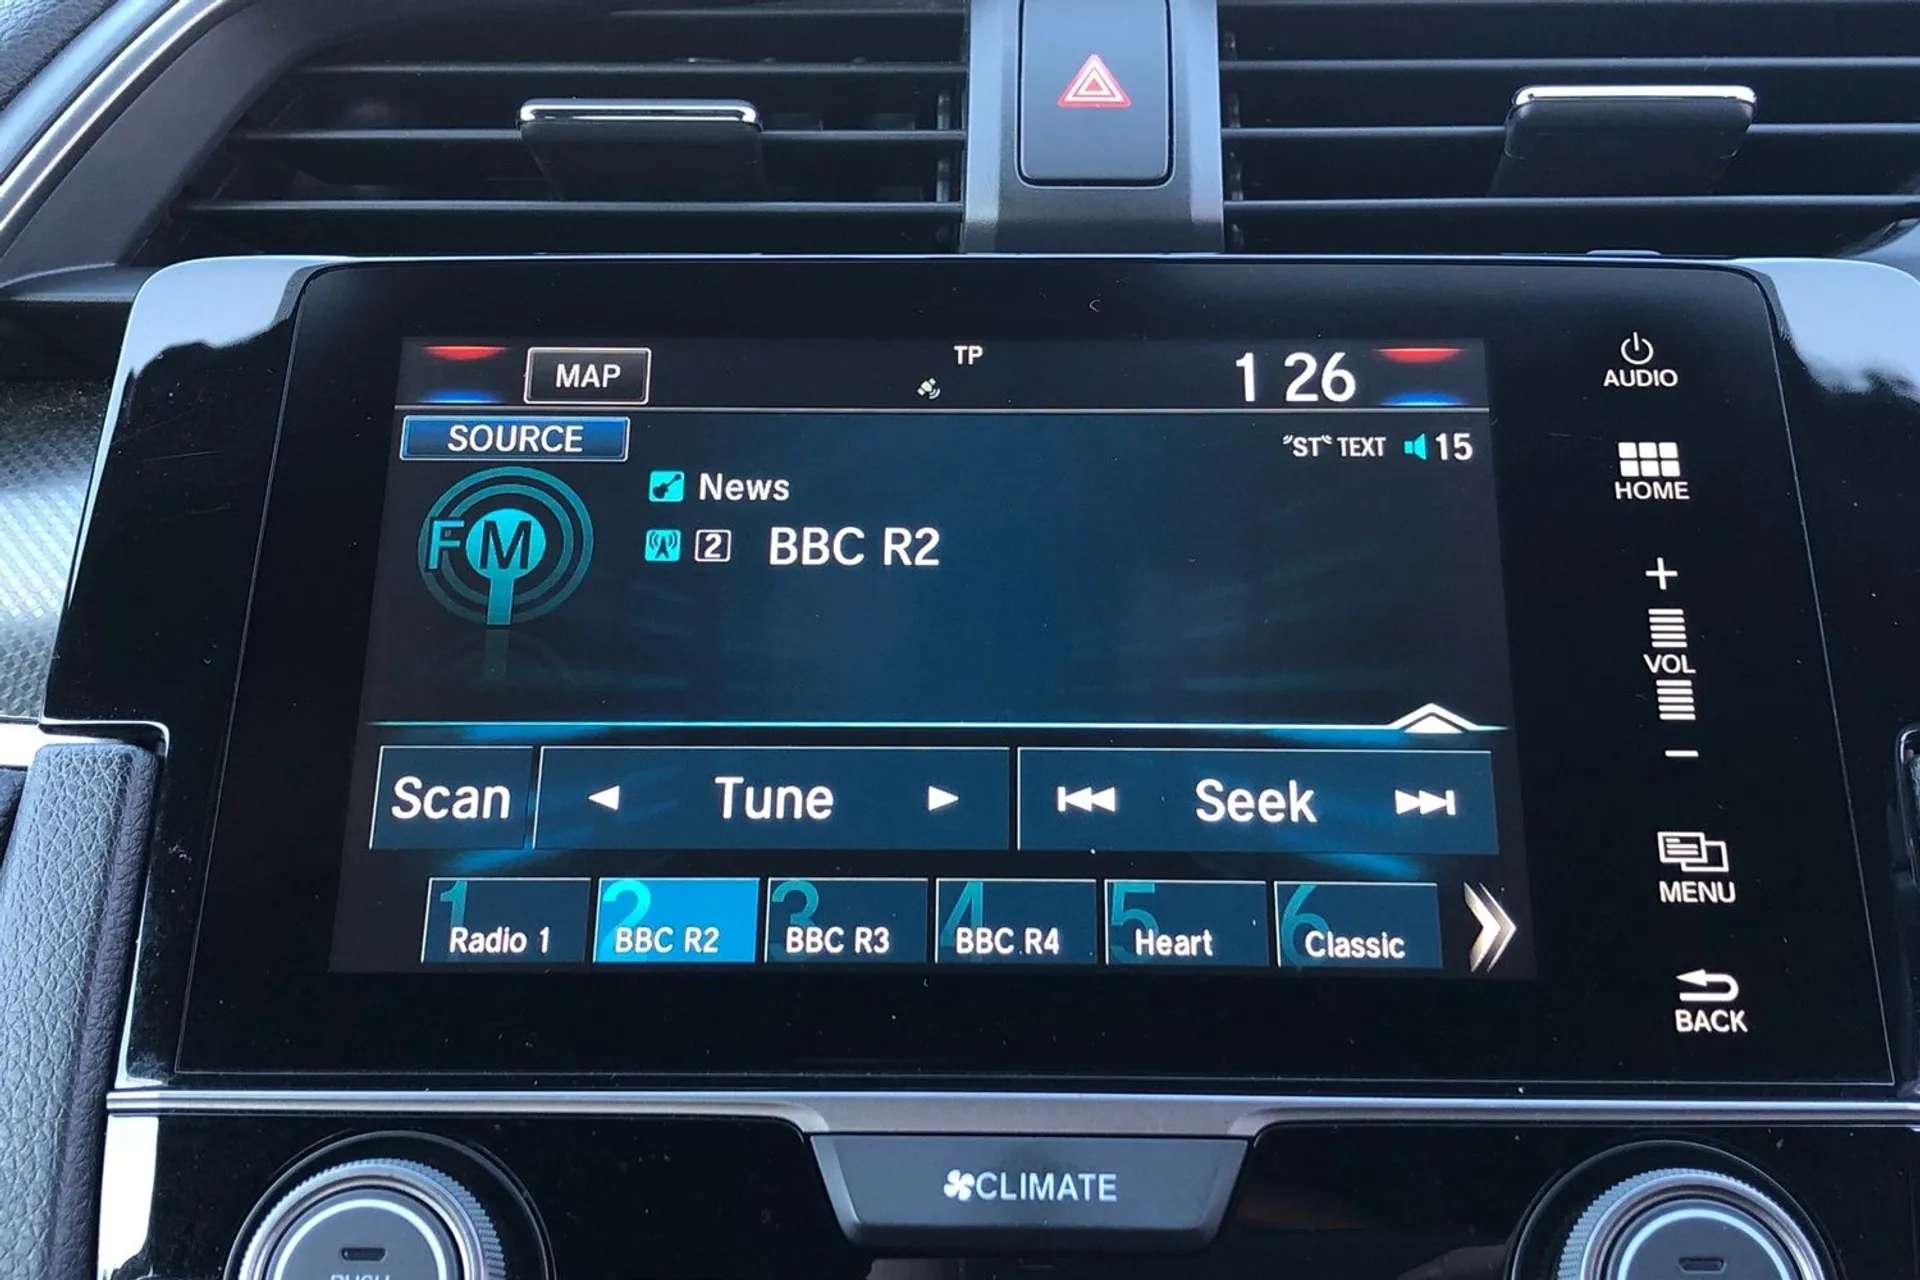 MAP
TP
1 26
SOURCE
ST TEXT
15
FM
News
2 BBC R2
Scan
Tune
Seek
1 Radio 1
2 BBC R2
3 BBC R3
4 BBC R4
5 Heart
6 Classic
AUDIO
HOME
+
VOL
-
MENU
BACK
CLIMATE
PUSH